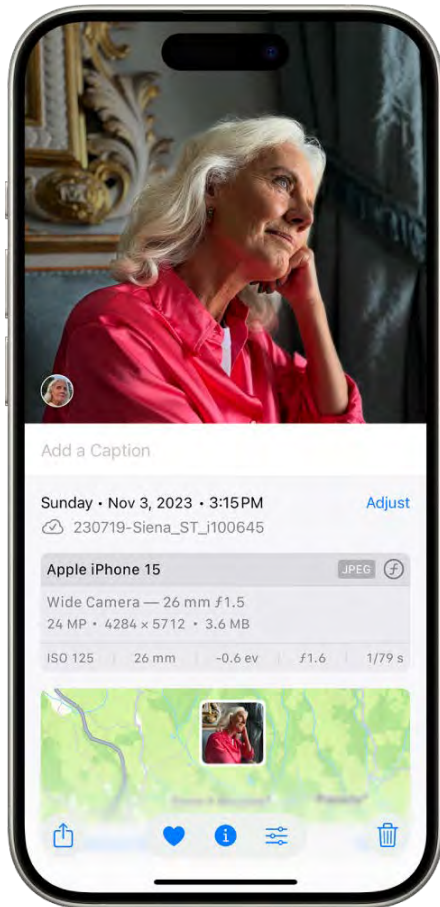 Add a Caption
Sunday • Nov 3, 2023 • 3:15 PM Adjust
230719-Siena_ST_i100645
Apple iPhone 15 JPEG f
Wide Camera — 26 mm ƒ1.5
24 MP • 4284 × 5712 • 3.6 MB
ISO 125 | 26 mm | -0.6 ev | ƒ1.6 | 1/79 s